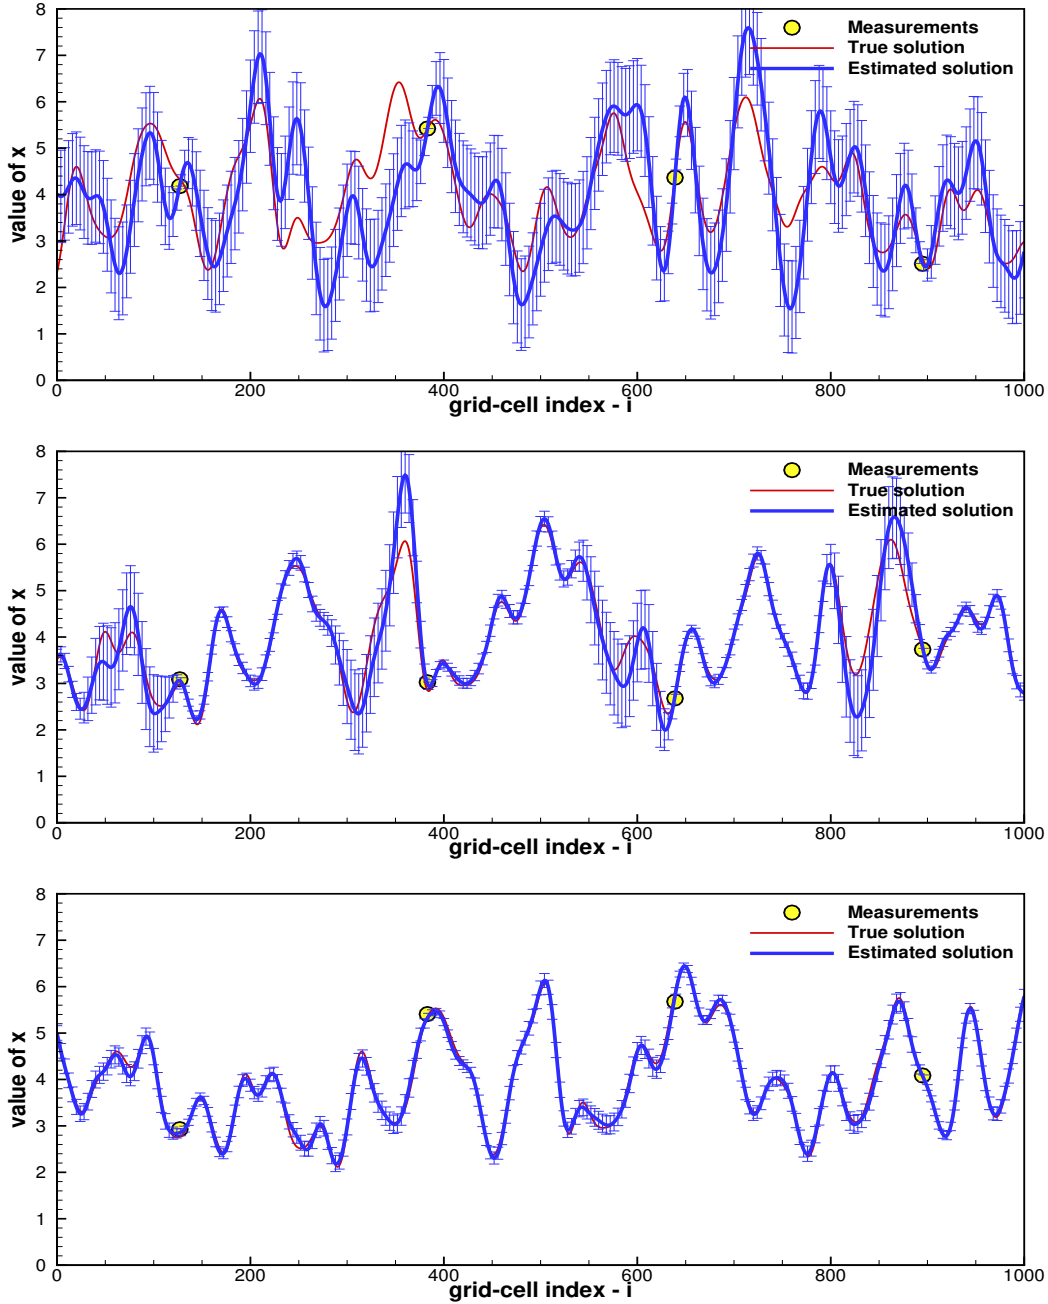 8
7
6
5
4
3
2
1
0
value of x
Measurements
True solution
Estimated solution
0 200 400 600 800 1000
grid-cell index - i
8
7
6
5
4
3
2
1
0
value of x
Measurements
True solution
Estimated solution
0 200 400 600 800 1000
grid-cell index - i
8
7
6
5
4
3
2
1
0
value of x
Measurements
True solution
Estimated solution
0 200 400 600 800 1000
grid-cell index - i